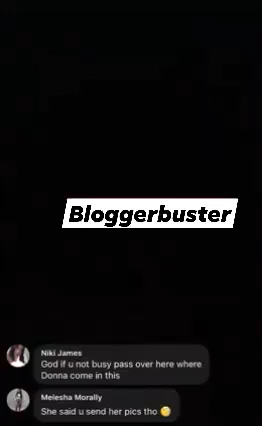 Bloggerbuster
Niki James
God if u not busy pass over here where
Donna come in this
Melesha Morally
She said u send her pics tho 🤔